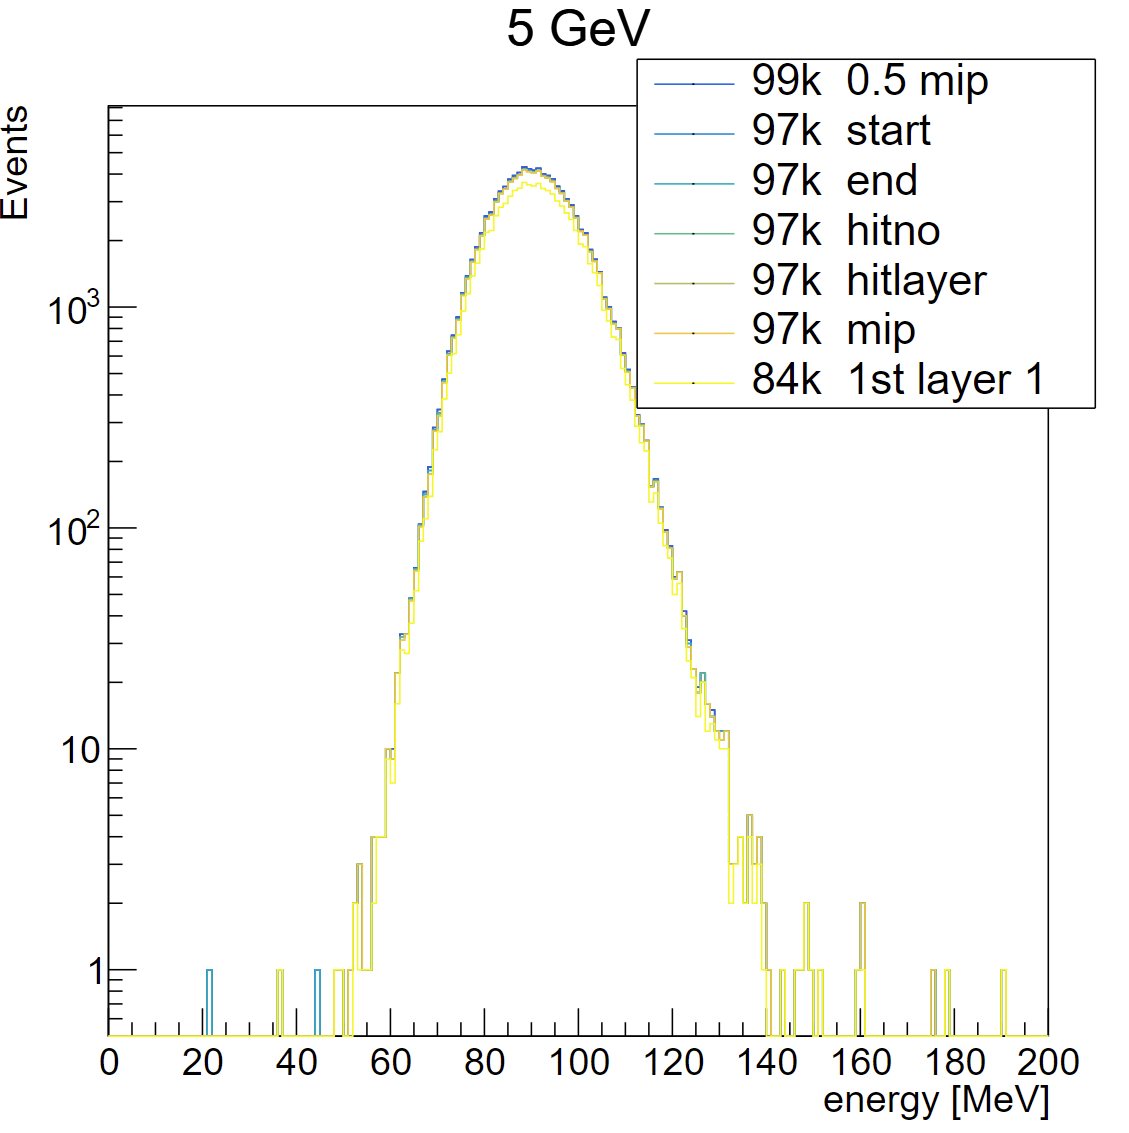 5 GeV
99k 0.5 mip
97k start
97k end
97k hitno
97k hitlayer
97k mip
84k 1st layer 1
Events
10³
10²
10
1
0 20 40 60 80 100 120 140 160 180 200
energy [MeV]